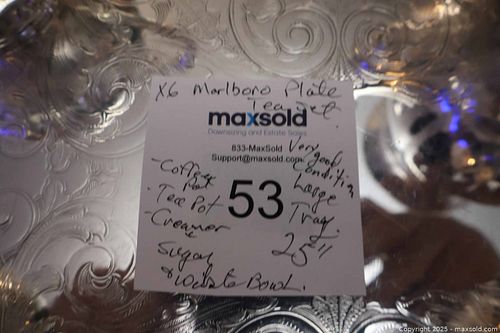 X6 Marlboro Plate
Tea Set.
maxsold
Downsizing and Estate Sales
833-MaxSold
Support@maxsold.com
53
Very good
Condition
Large
Tray.
25"
- Coffee
Pot
- Tea Pot
- Creamer
Sugar
& Waste Bowl.
Copyright 2025 - maxsold.com